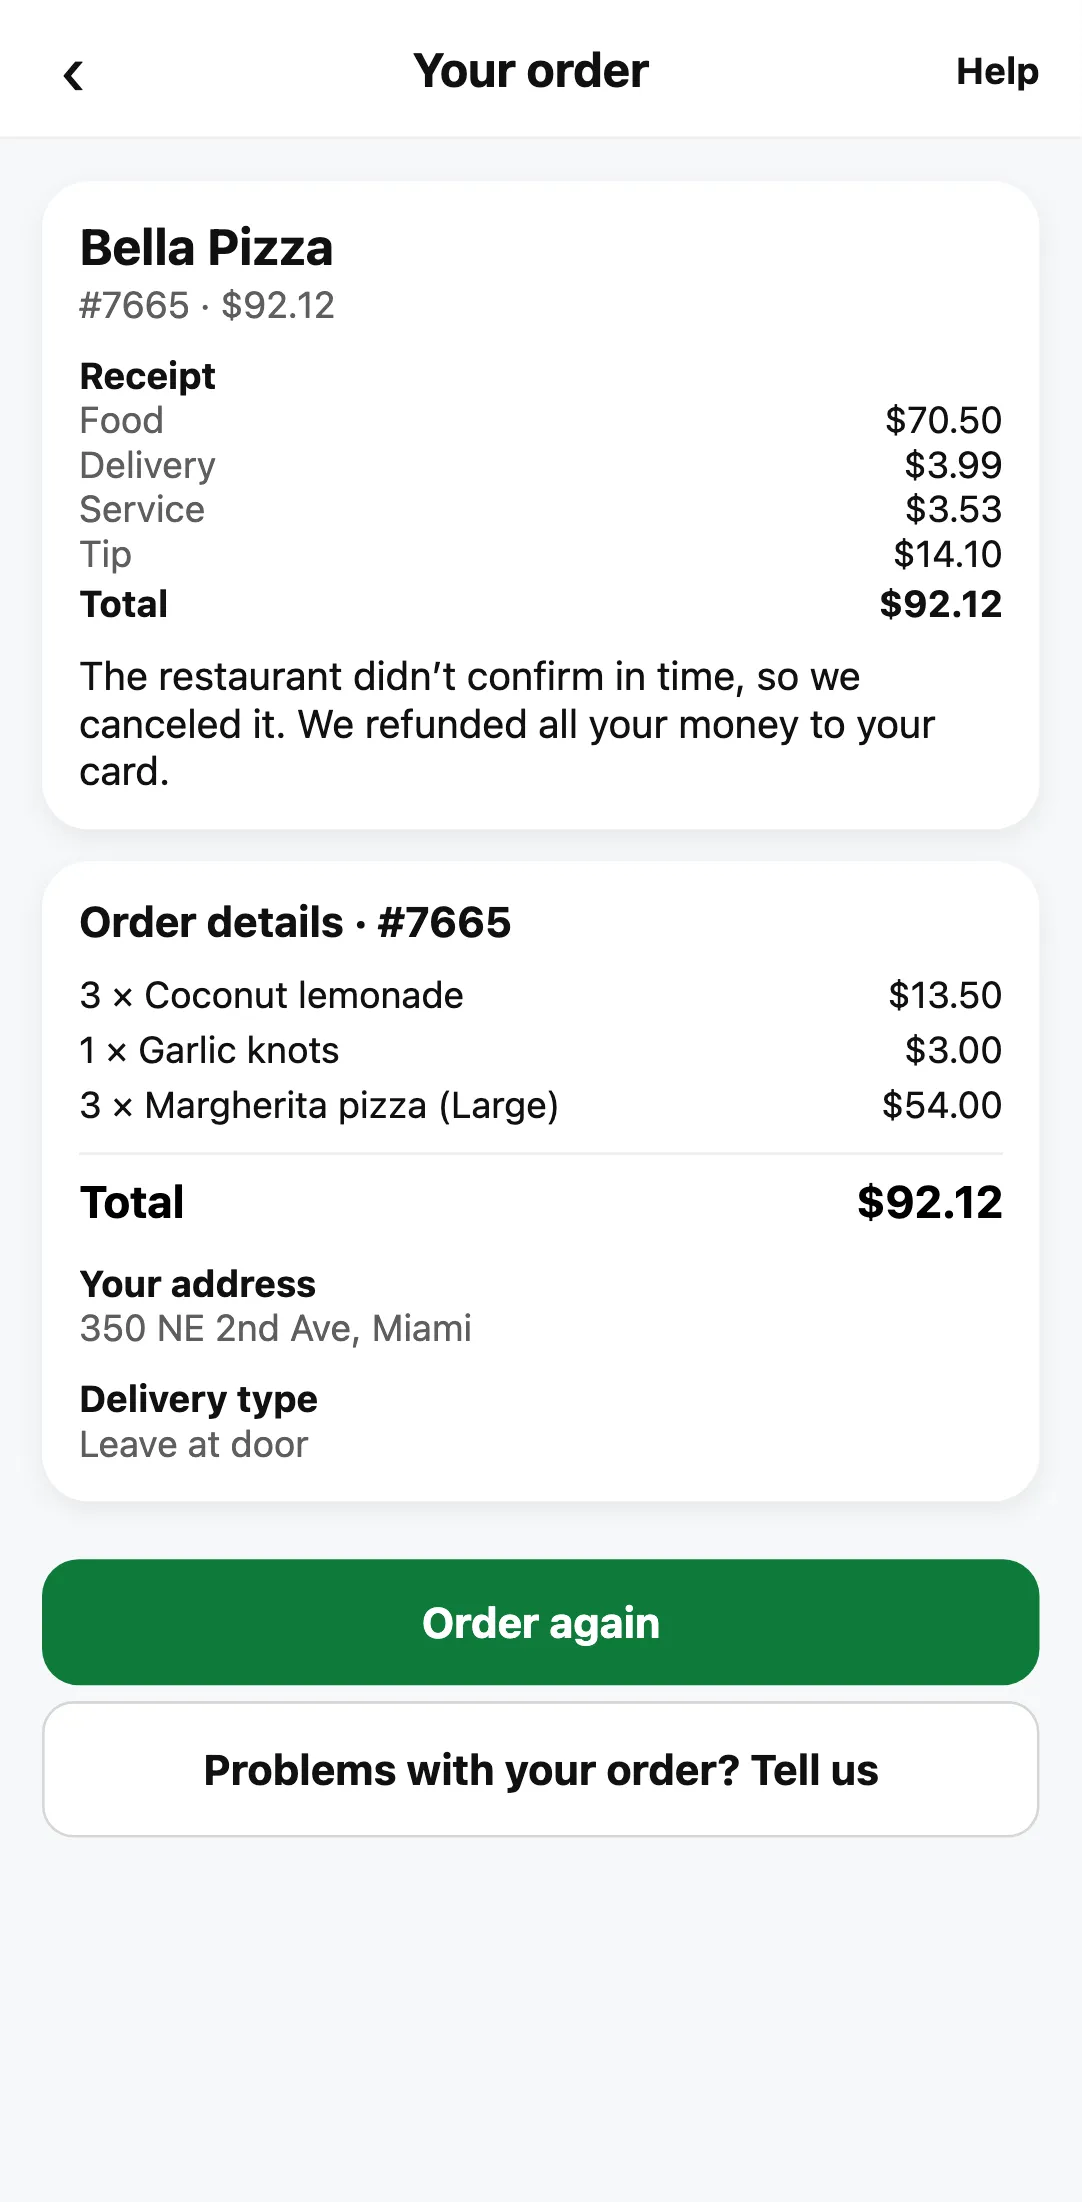 ‹ Your order Help
Bella Pizza
#7665 · $92.12
Receipt
Food $70.50
Delivery $3.99
Service $3.53
Tip $14.10
Total $92.12
The restaurant didn’t confirm in time, so we
canceled it. We refunded all your money to your
card.
Order details · #7665
3 × Coconut lemonade $13.50
1 × Garlic knots $3.00
3 × Margherita pizza (Large) $54.00
Total $92.12
Your address
350 NE 2nd Ave, Miami
Delivery type
Leave at door
Order again
Problems with your order? Tell us